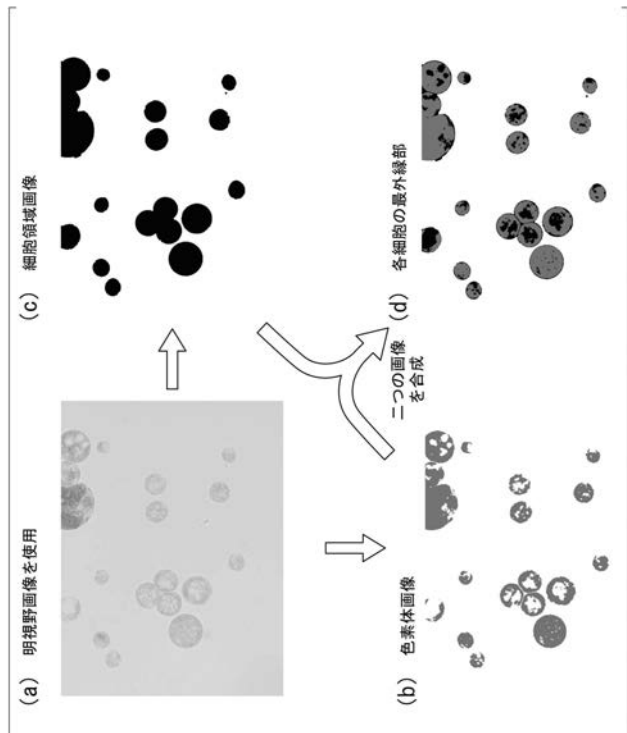 (a) 明視野画像を使用
(b) 色素体画像
(c) 細胞領域画像
(d) 各細胞の最外縁部
二つの画像
を合成